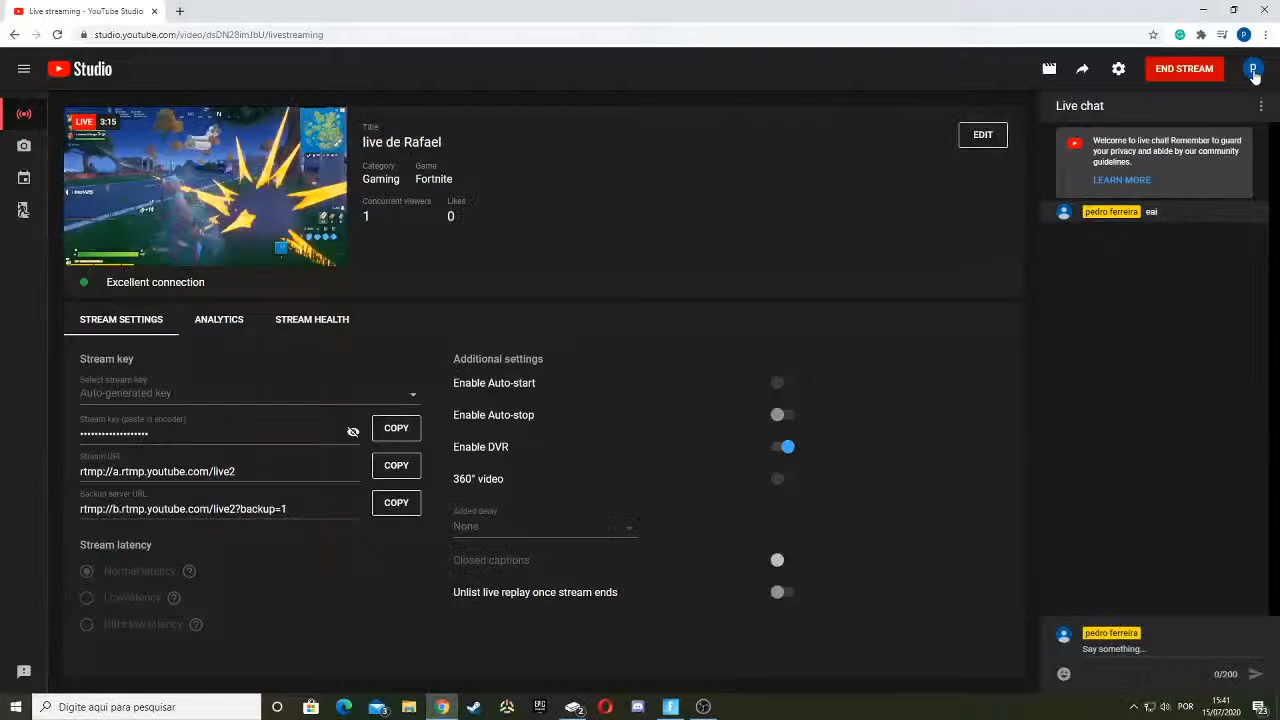 Live streaming - YouTube Studio
studio.youtube.com/video/dsDN28imJbU/livestreaming
P
Studio
END STREAM
P
LIVE 3:15
N
Title
live de Rafael
EDIT
Category Game
Gaming Fortnite
Concurrent viewers Likes
1 0
Excellent connection
STREAM SETTINGS ANALYTICS STREAM HEALTH
Stream key
Select stream key
Auto-generated key
Stream key (paste in encoder)
••••••••••••••••••• COPY
Stream URL
rtmp://a.rtmp.youtube.com/live2 COPY
Backup server URL
rtmp://b.rtmp.youtube.com/live2?backup=1 COPY
Stream latency
Normal latency
Low latency
Ultra low-latency
Additional settings
Enable Auto-start
Enable Auto-stop
Enable DVR
360° video
Added delay
None
Closed captions
Unlist live replay once stream ends
Live chat
Welcome to live chat! Remember to guard
your privacy and abide by our community
guidelines.
LEARN MORE
pedro ferreira eai
pedro ferreira
Say something...
0/200
Digite aqui para pesquisar
EPIC
POR
15:41
15/07/2020